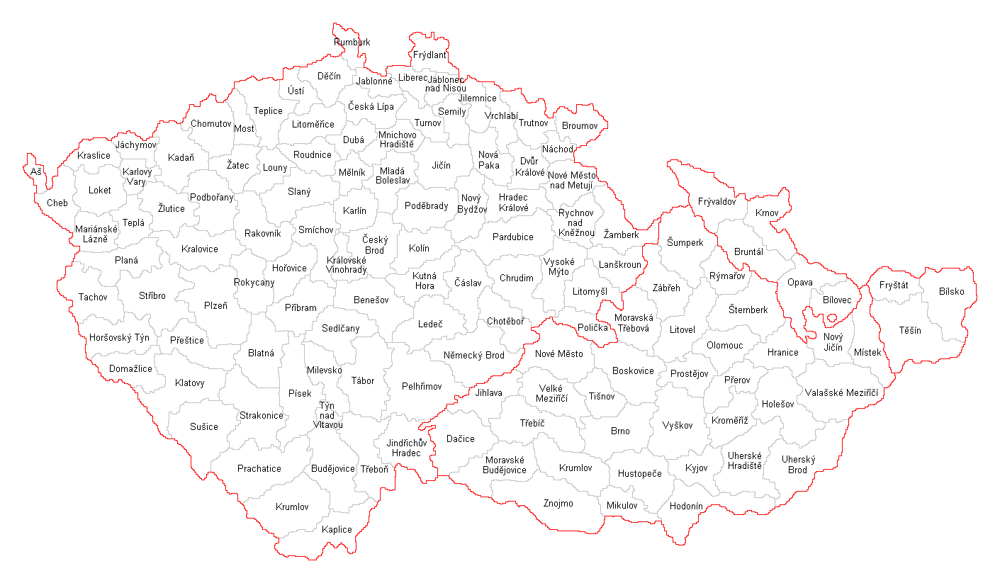 Rumburk
Frýdlant
Děčín
Jablonné
Liberec
Jablonec
nad Nisou
Ústí
Jilemnice
Teplice
Česká Lípa
Semily
Vrchlabí
Chomutov
Most
Litoměřice
Turnov
Trutnov
Broumov
Dubá
Mnichovo
Hradiště
Jáchymov
Kraslice
Kadaň
Roudnice
Náchod
Aš
Karlovy
Vary
Žatec
Louny
Mělník
Mladá
Boleslav
Jičín
Nová
Paka
Dvůr
Králové
Nové Město
nad Metují
Loket
Cheb
Podbořany
Slaný
Žlutice
Karlín
Poděbrady
Nový
Bydžov
Hradec
Králové
Frývaldov
Krnov
Rychnov
nad
Kněžnou
Teplá
Mariánské
Lázně
Rakovník
Smíchov
Český
Brod
Pardubice
Žamberk
Šumperk
Kralovice
Kolín
Bruntál
Planá
Hořovice
Královské
Vinohrady
Vysoké
Mýto
Lanškroun
Rokycany
Kutná
Hora
Čáslav
Chrudim
Rýmařov
Opava
Fryštát
Bílsko
Tachov
Stříbro
Plzeň
Litomyšl
Zábřeh
Bílovec
Příbram
Benešov
Šternberk
Moravská
Třebová
Sedlčany
Ledeč
Chotěboř
Polička
Litovel
Těšín
Horšovský Týn
Přeštice
Nový
Jičín
Blatná
Německý Brod
Nové Město
Olomouc
Hranice
Místek
Domažlice
Klatovy
Milevsko
Tábor
Boskovice
Prostějov
Přerov
Pelhřimov
Písek
Jihlava
Velké
Meziříčí
Tišnov
Valašské Meziříčí
Holešov
Strakonice
Týn
nad
Vltavou
Sušice
Třebíč
Brno
Vyškov
Kroměříž
Dačice
Jindřichův
Hradec
Moravské
Budějovice
Uherské
Hradiště
Uherský
Brod
Prachatice
Budějovice
Třeboň
Krumlov
Hustopeče
Kyjov
Krumlov
Znojmo
Mikulov
Hodonín
Kaplice